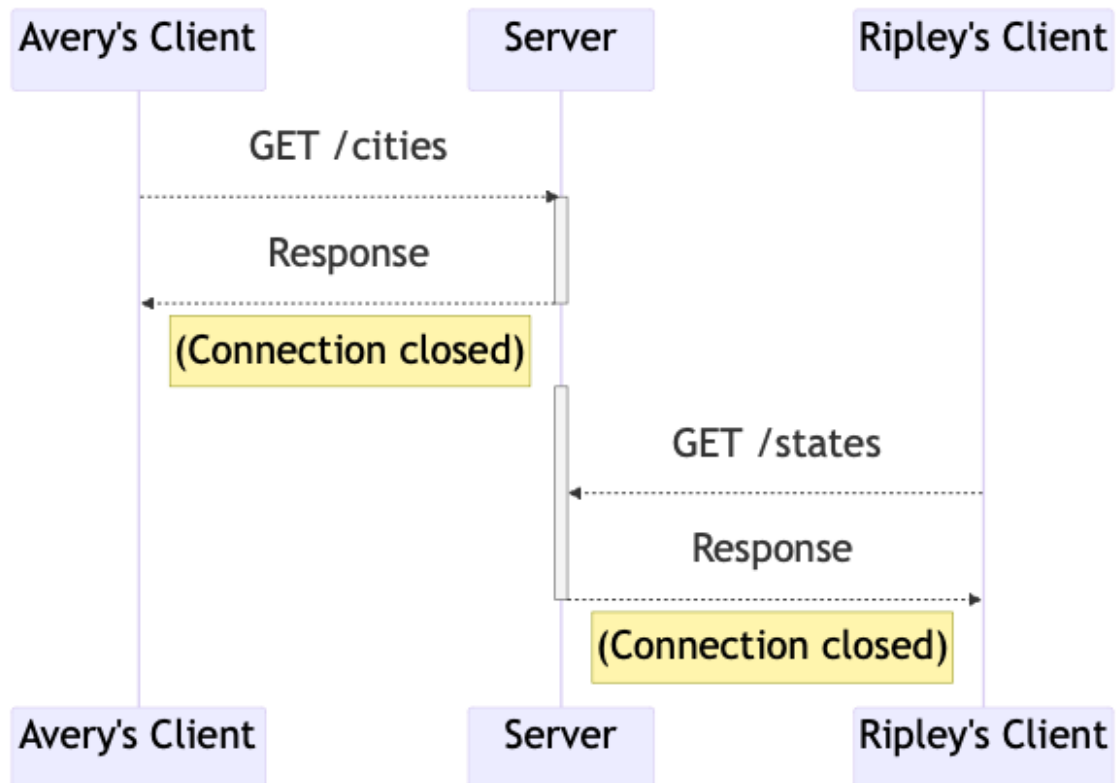 Avery's Client
Server
Ripley's Client
GET /cities
Response
(Connection closed)
GET /states
Response
(Connection closed)
Avery's Client
Server
Ripley's Client